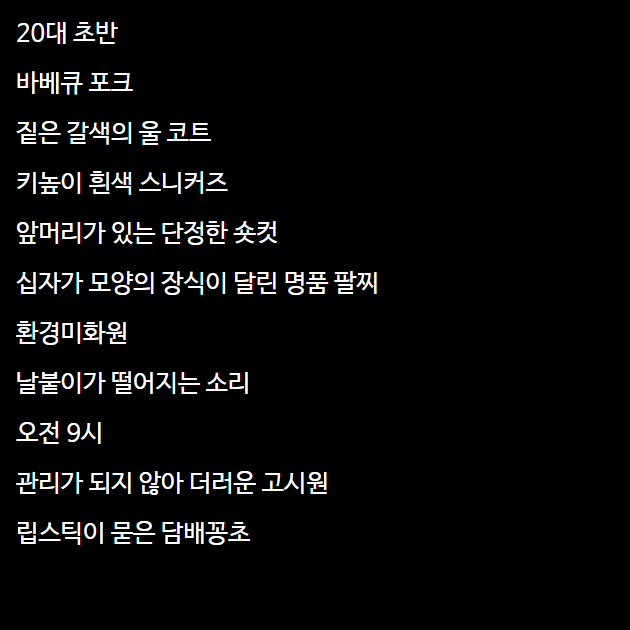 20대 초반
바베큐 포크
짙은 갈색의 울 코트
키높이 흰색 스니커즈
앞머리가 있는 단정한 숏컷
십자가 모양의 장식이 달린 명품 팔찌
환경미화원
날붙이가 떨어지는 소리
오전 9시
관리가 되지 않아 더러운 고시원
립스틱이 묻은 담배꽁초